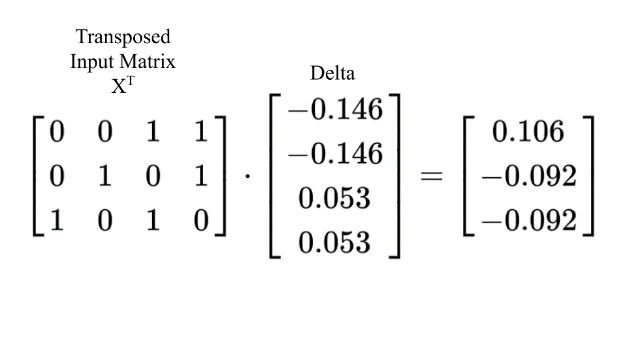 Transposed
Input Matrix
Xᵀ
Delta
0 0 1 1
0 1 0 1
1 0 1 0
·
−0.146
−0.146
0.053
0.053
=
0.106
−0.092
−0.092